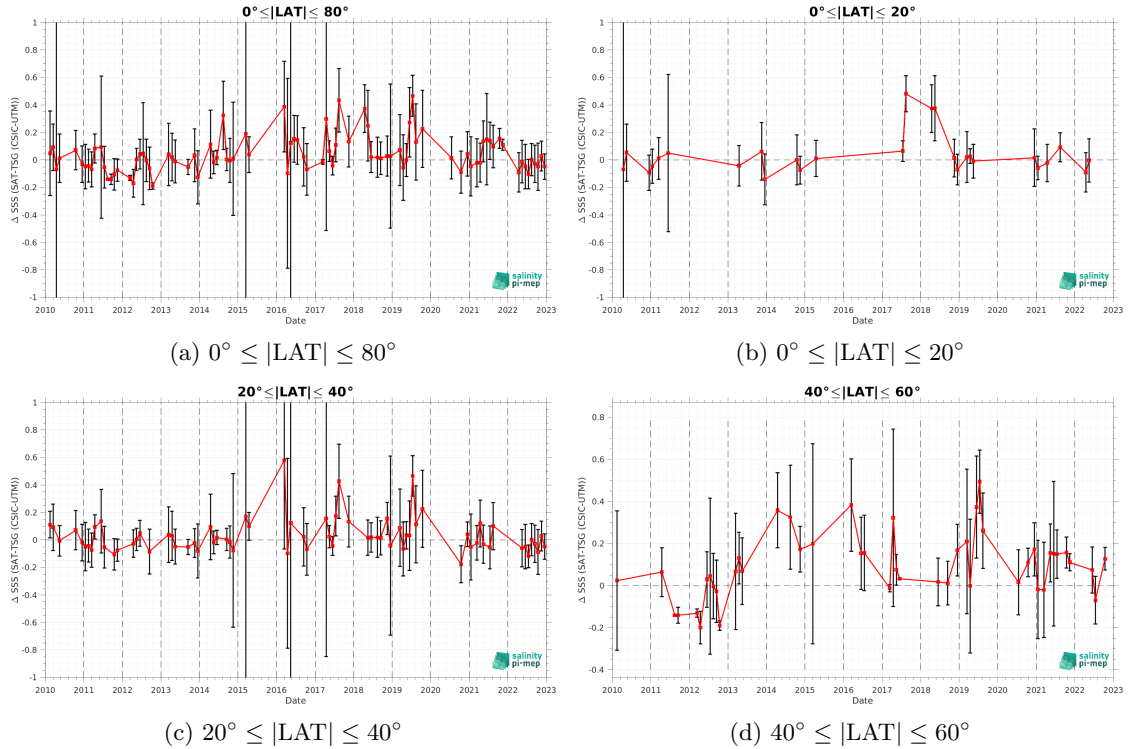 0°≤|LAT|≤ 80°
Δ SSS (SAT-TSG (CSIC-UTM))
1
0.8
0.6
0.4
0.2
0
-0.2
-0.4
-0.6
-0.8
-1
2010 2011 2012 2013 2014 2015 2016 2017 2018 2019 2020 2021 2022 2023
Date
salinity
pi-mep
(a) 0° ≤ |LAT| ≤ 80°
0°≤|LAT|≤ 20°
Δ SSS (SAT-TSG (CSIC-UTM))
1
0.8
0.6
0.4
0.2
0
-0.2
-0.4
-0.6
-0.8
-1
2010 2011 2012 2013 2014 2015 2016 2017 2018 2019 2020 2021 2022 2023
Date
salinity
pi-mep
(b) 0° ≤ |LAT| ≤ 20°
20°≤|LAT|≤ 40°
Δ SSS (SAT-TSG (CSIC-UTM))
1
0.8
0.6
0.4
0.2
0
-0.2
-0.4
-0.6
-0.8
-1
2010 2011 2012 2013 2014 2015 2016 2017 2018 2019 2020 2021 2022 2023
Date
salinity
pi-mep
(c) 20° ≤ |LAT| ≤ 40°
40°≤|LAT|≤ 60°
Δ SSS (SAT-TSG (CSIC-UTM))
0.8
0.6
0.4
0.2
0
-0.2
-0.4
2010 2011 2012 2013 2014 2015 2016 2017 2018 2019 2020 2021 2022 2023
Date
salinity
pi-mep
(d) 40° ≤ |LAT| ≤ 60°